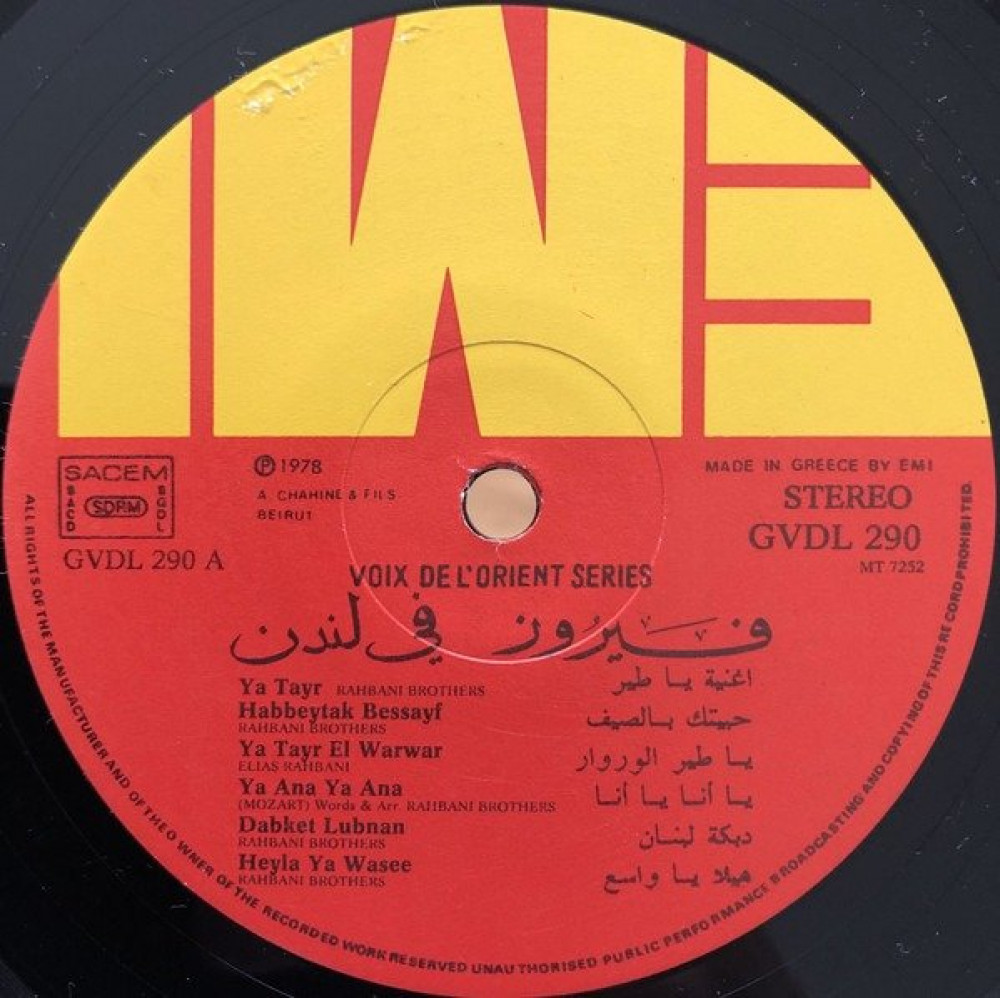 EMI
SACEM
SACD
SDRM
SGDL
GVDL 290 A
Ⓟ 1978
A. CHAHINE & FILS
BEIRUT
MADE IN GREECE BY EMI
STEREO
GVDL 290
MT 7252
VOIX DE L'ORIENT SERIES
فيروز في لندن
Ya Tayr RAHBANI BROTHERS
اغنية يا طير
Habbeytak Bessayf
RAHBANI BROTHERS
حبيتك بالصيف
Ya Tayr El Warwar
ELIAS RAHBANI
يا طير الوروار
Ya Ana Ya Ana
(MOZART) Words & Arr. RAHBANI BROTHERS
يا أنا يا أنا
Dabket Lubnan
RAHBANI BROTHERS
دبكة لبنان
Heyla Ya Wasee
RAHBANI BROTHERS
هيلا يا واسع
ALL RIGHTS OF THE MANUFACTURER AND OF THE OWNER OF THE RECORDED WORK RESERVED UNAUTHORISED PUBLIC PERFORMANCE BROADCASTING AND COPYING OF THIS RECORD PROHIBITED